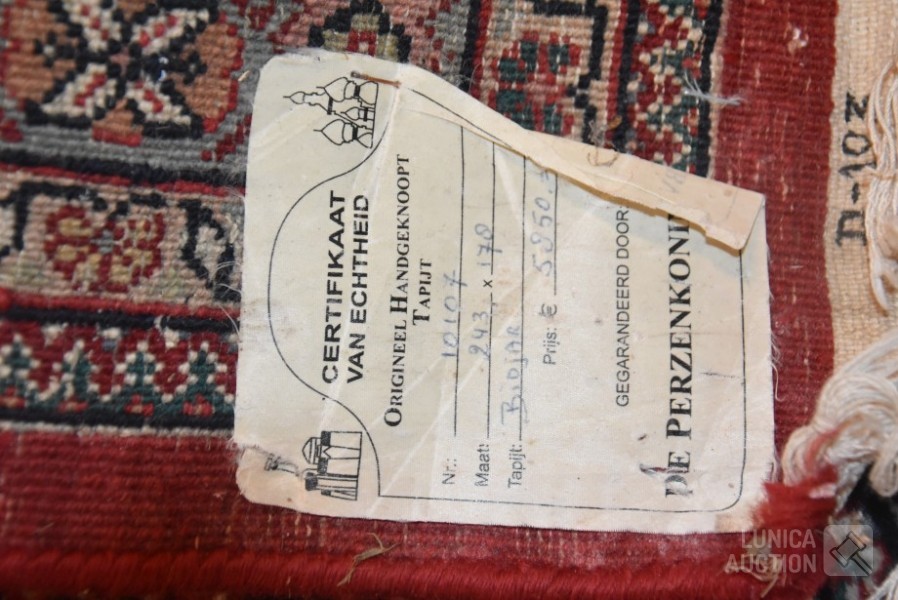 CERTIFIKAAT
VAN ECHTHEID
ORIGINEEL HANDGEKNOOPT
TAPIJT
Nr.: 10107
Maat: 243 x 170
Tapijt: BIDJAR
Prijs: € 5850.-
GEGARANDEERD DOOR
DE PERZENKONI
D-10z
LUNICA
AUCTION